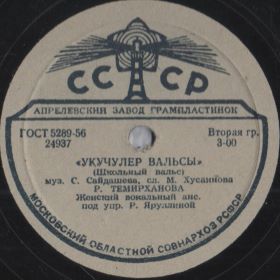 СССР
АПРЕЛЕВСКИЙ ЗАВОД ГРАМПЛАСТИНОК
ГОСТ 5289-56
24937
Вторая гр.
3-00
«УКУЧУЛЕР ВАЛЬСЫ»
(Школьный вальс)
муз. С. Сайдашева, сл. М. Хусаинова
Р. ТЕМИРХАНОВА
Женский вокальный анс.
под упр. Р. Яруллиной
МОСКОВСКИЙ ОБЛАСТНОЙ СОВНАРХОЗ РСФСР